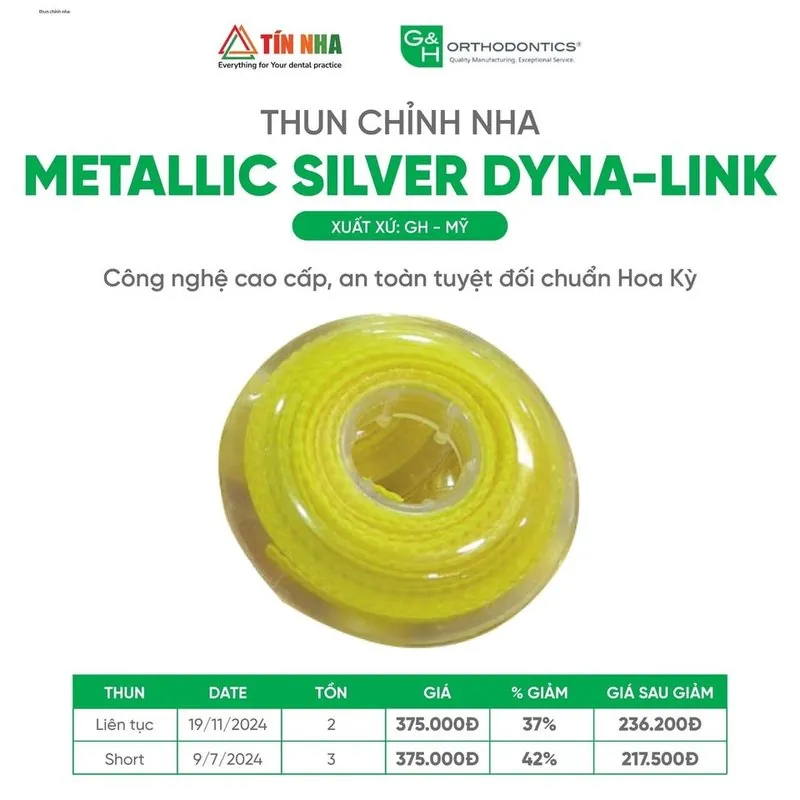 thun chỉnh nha:
TÍN NHA
Everything for Your dental practice
G&H ORTHODONTICS®
Quality Manufacturing. Exceptional Service.
THUN CHỈNH NHA
METALLIC SILVER DYNA-LINK
XUẤT XỨ: GH - MỸ
Công nghệ cao cấp, an toàn tuyệt đối chuẩn Hoa Kỳ
THUN DATE TỒN GIÁ % GIẢM GIÁ SAU GIẢM
Liên tục 19/11/2024 2 375.000Đ 37% 236.200Đ
Short 9/7/2024 3 375.000Đ 42% 217.500Đ